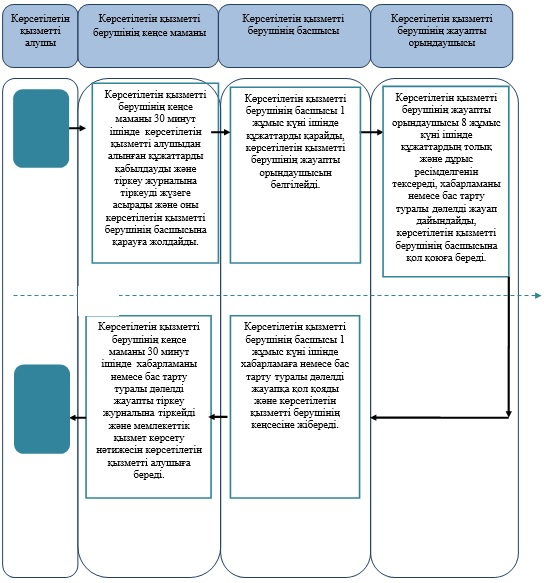 Көрсетілетін
қызметті
алушы
Көрсетілетін қызметті
берушінің кеңсе маманы
Көрсетілетін қызметті
берушінің басшысы
Көрсетілетін қызметті
берушінің жауапты
орындаушысы
Көрсетілетін қызметті
берушінің кеңсе
маманы 30 минут
ішінде көрсетілетін
қызметті алушыдан
алынған құжаттарды
қабылдауды және
тіркеу журналына
тіркеуді жүзеге
асырады және оны
көрсетілетін қызметті
берушінің басшысына
қарауға жолдайды.
Көрсетілетін қызметті
берушінің басшысы 1
жұмыс күні ішінде
құжаттарды қарайды,
көрсетілетін қызметті
берушінің жауапты
орындаушысын
белгілейді.
Көрсетілетін қызметті
берушінің жауапты
орындаушысы 8 жұмыс
күні ішінде
құжаттардың толық
және дұрыс
ресімделгенін
тексереді, хабарламаны
немесе бас тарту
туралы дәлелді жауап
дайындайды,
көрсетілетін қызметті
берушінің басшысына
қол қоюға береді.
Көрсетілетін қызметті
берушінің кеңсе
маманы 30 минут
ішінде хабарламаны
немесе бас тарту
туралы дәлелді
жауапты тіркеу
журналына тіркейді
және мемлекеттік
қызмет көрсету
нәтижесін көрсетілетін
қызметті алушыға
береді.
Көрсетілетін қызметті
берушінің басшысы 1
жұмыс күні ішінде
хабарламаға немесе бас
тарту туралы дәлелді
жауапқа қол қояды
және көрсетілетін
қызметті берушінің
кеңсесіне жібереді.